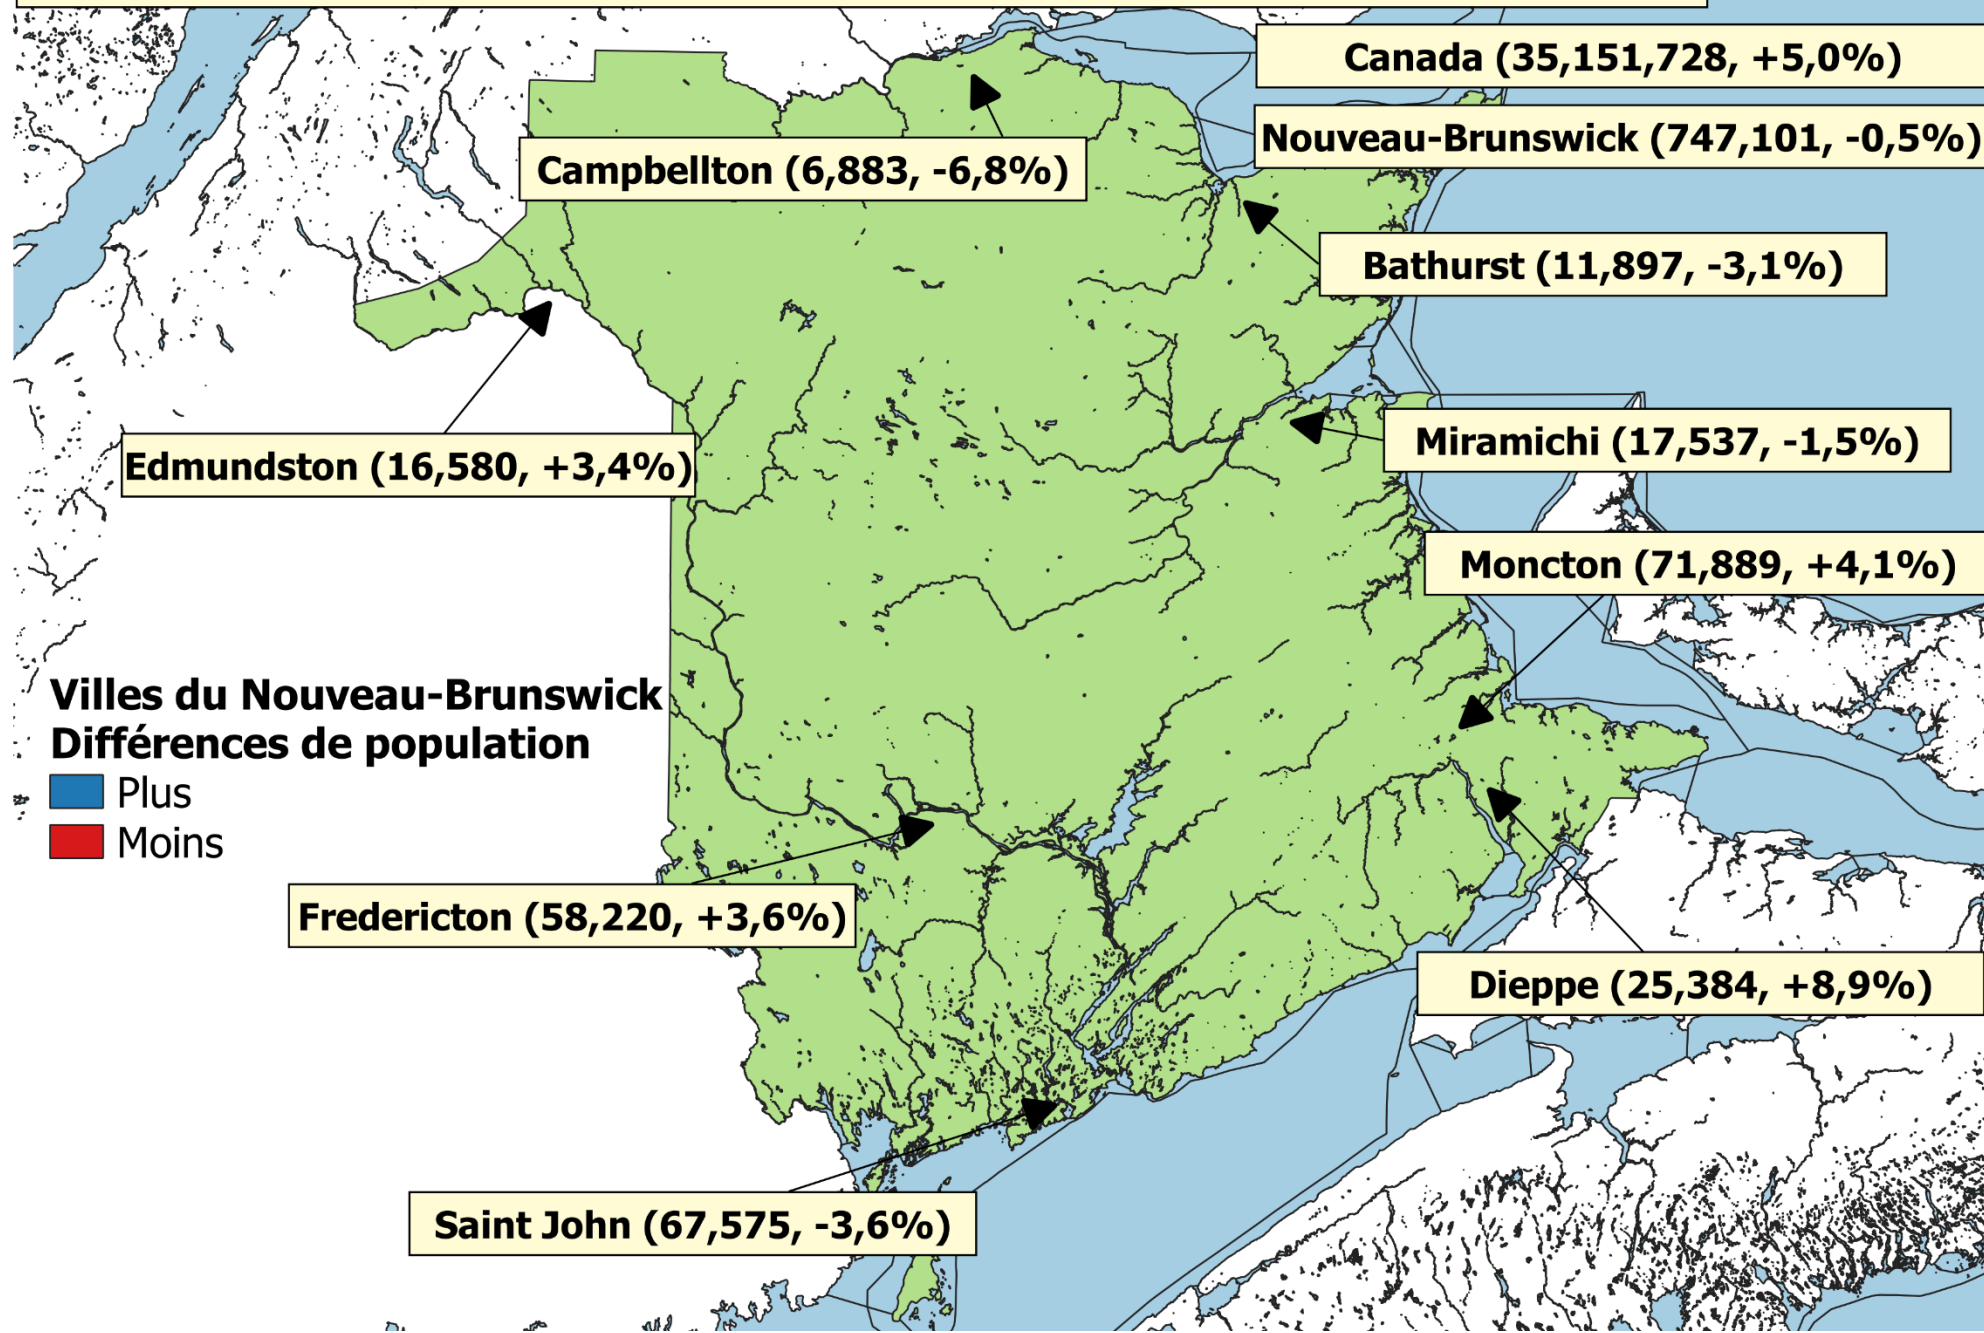 Canada (35,151,728, +5,0%)
Nouveau-Brunswick (747,101, -0,5%)
Campbellton (6,883, -6,8%)
Bathurst (11,897, -3,1%)
Edmundston (16,580, +3,4%)
Miramichi (17,537, -1,5%)
Moncton (71,889, +4,1%)
Villes du Nouveau-Brunswick
Différences de population
Plus
Moins
Fredericton (58,220, +3,6%)
Dieppe (25,384, +8,9%)
Saint John (67,575, -3,6%)